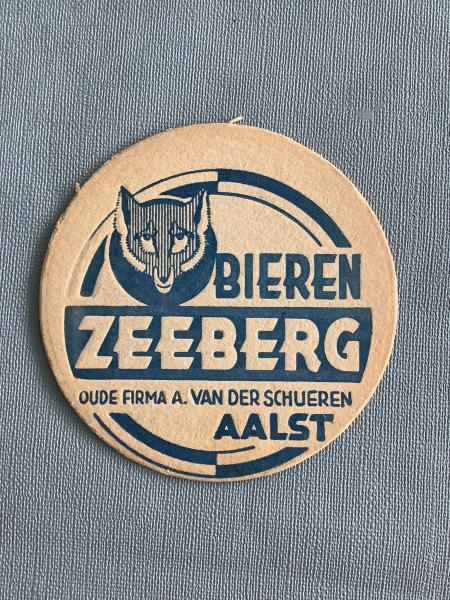 BIEREN
ZEEBERG
OUDE FIRMA A. VAN DER SCHUEREN
AALST